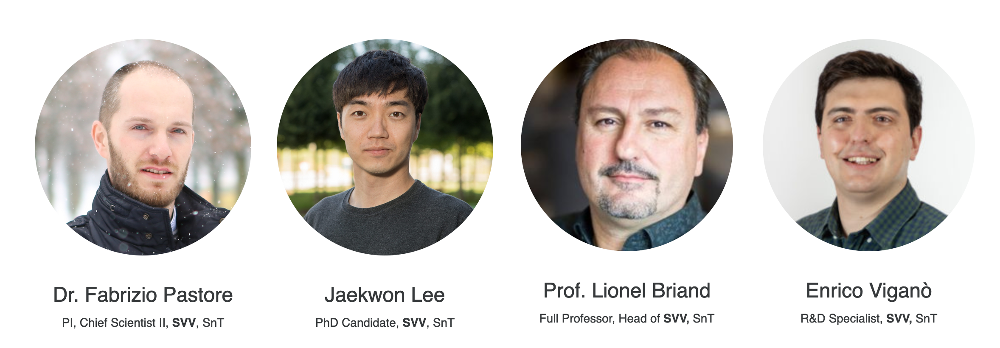 Dr. Fabrizio Pastore
PI, Chief Scientist II, SVV, SnT
Jaekwon Lee
PhD Candidate, SVV, SnT
Prof. Lionel Briand
Full Professor, Head of SVV, SnT
Enrico Viganò
R&D Specialist, SVV, SnT